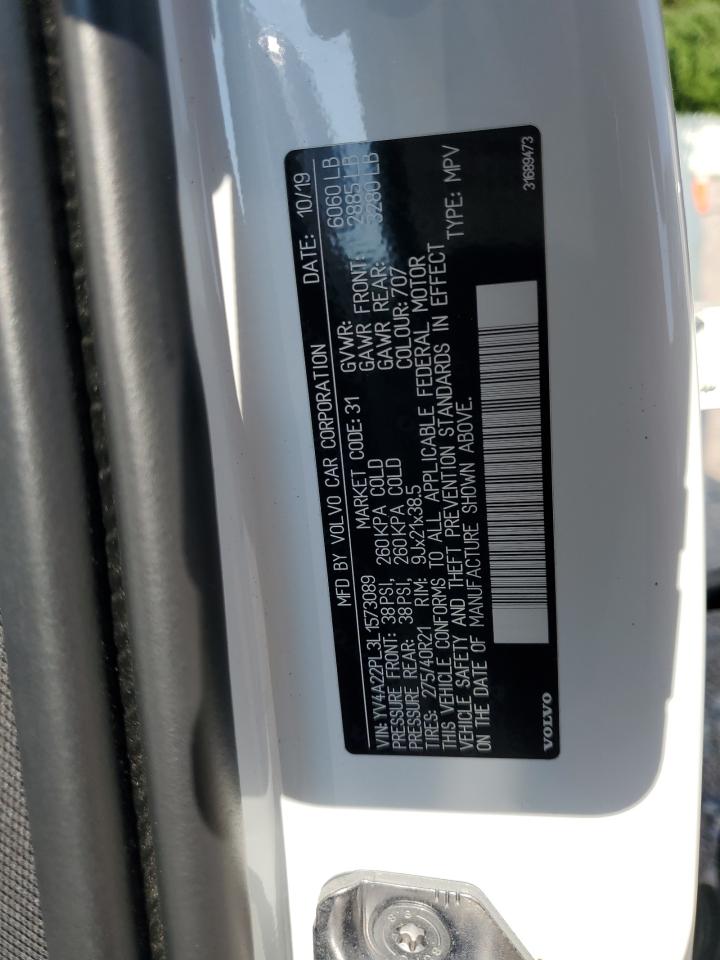 MFD BY VOLVO CAR CORPORATION DATE: 10/19
VIN: YV4A22PL3L1573089 MARKET CODE: 31 GVWR: 6060 LB
PRESSURE FRONT: 38PSI, 260KPA COLD GAWR FRONT: 2885 LB
PRESSURE REAR: 38PSI, 260KPA COLD GAWR REAR: 3280 LB
TIRES: 275/40R21 RIM: 9Jx21x38.5 COLOUR: 707
THIS VEHICLE CONFORMS TO ALL APPLICABLE FEDERAL MOTOR
VEHICLE SAFETY AND THEFT PREVENTION STANDARDS IN EFFECT
ON THE DATE OF MANUFACTURE SHOWN ABOVE. TYPE: MPV
VOLVO 31689473